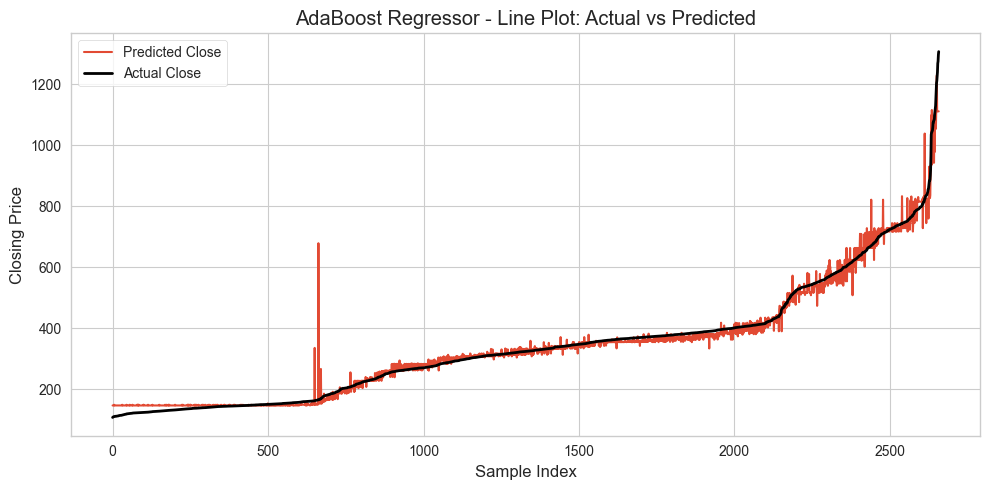 AdaBoost Regressor - Line Plot: Actual vs Predicted
Predicted Close
Actual Close
Closing Price
1200
1000
800
600
400
200
0 500 1000 1500 2000 2500
Sample Index